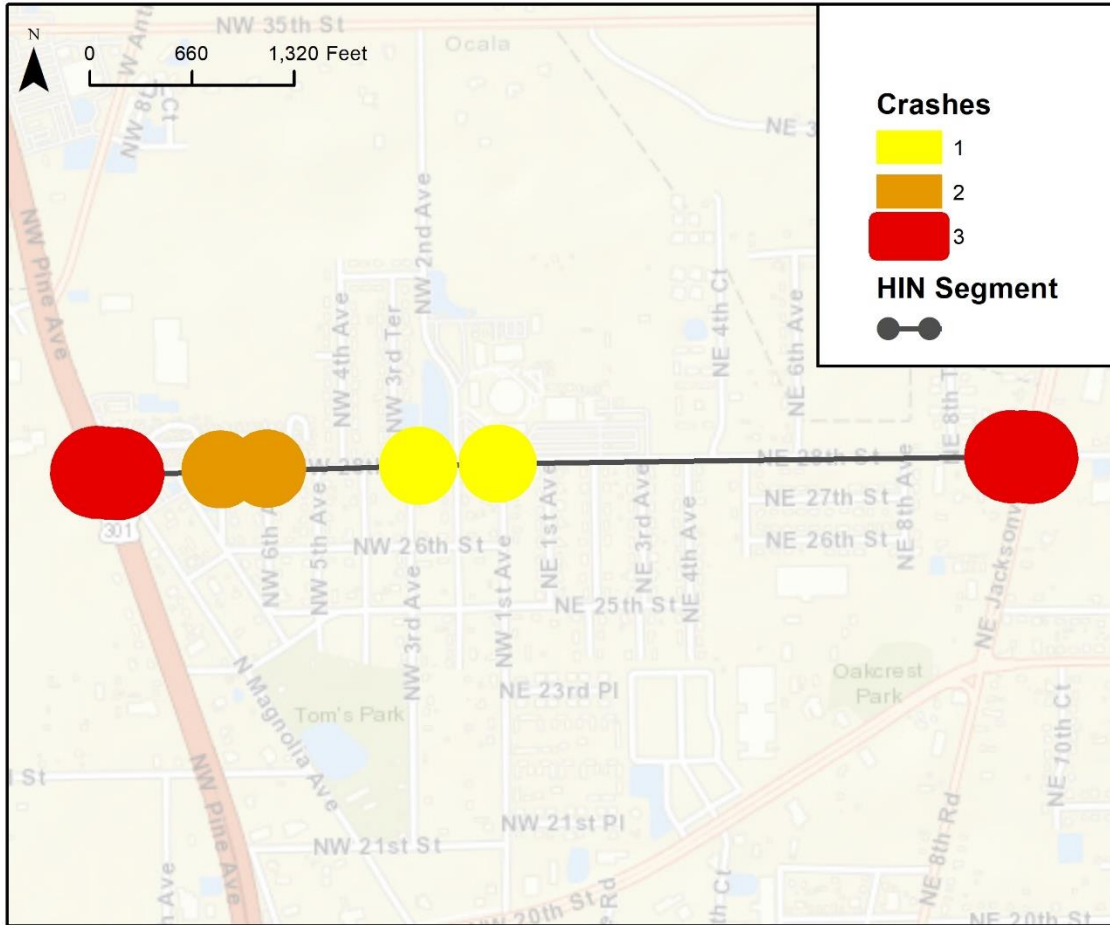 NW 35th St
N
0 660 1,320 Feet
Ocala
Crashes
1
2
3
HIN Segment
NW Pine Ave
NW 2nd Ave
NW 4th Ave
NW 3rd Ter
NE 4th Ct
NE 6th Ave
NE 28th St
301
NW 6th A
NW 5th Ave
NW 26th St
NE 1st Ave
NE 3rd Ave
NE 4th Ave
NE 27th St
NE 26th St
NE 8th Ave
NE 25th St
NW 3rd Ave
NW 1st Ave
NE Jacksonv
N Magnolia Ave
Tom's Park
NE 23rd Pl
Oakcrest
Park
NE 10th Ct
NW Pine Ave
NW 21st Pl
NW 21st St
NE 8th Rd
NW 20th St
NE 20th St